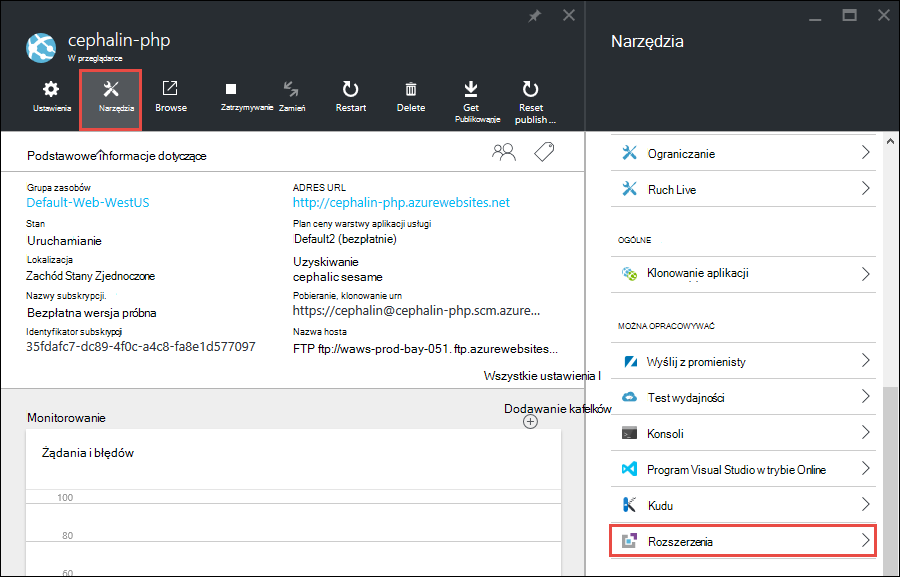 cephalin-php
W przeglądarce
Ustawienia
Narzędzia
Browse
Zatrzymywanie
Zamień
Restart
Delete
Get
Publikowanie
Reset
publish ...
Podstawowe informacje dotyczące
Grupa zasobów
Default-Web-WestUS
Stan
Uruchamianie
Lokalizacja
Zachód Stany Zjednoczone
Nazwy subskrypcji.
Bezpłatna wersja próbna
Identyfikator subskrypcji
35fdafc7-dc89-4f0c-a4c8-fa8e1d577097
ADRES URL
http://cephalin-php.azurewebsites.net
Plan ceny warstwy aplikacji usługi
Default2 (bezpłatnie)
Uzyskiwanie
cephalic sesame
Pobieranie, klonowanie urn
https://cephalin@cephalin-php.scm.azure...
Nazwa hosta
FTP ftp://waws-prod-bay-051. ftp.azurewebsites...
Wszystkie ustawienia I
Dodawanie kafelków
Monitorowanie
Żądania i błędów
100
80
60
Narzędzia
Ograniczanie
Ruch Live
OGÓLNE
Klonowanie aplikacji
MOŻNA OPRACOWYWAĆ
Wyślij z promienisty
Test wydajności
Konsoli
Program Visual Studio w trybie Online
Kudu
Rozszerzenia